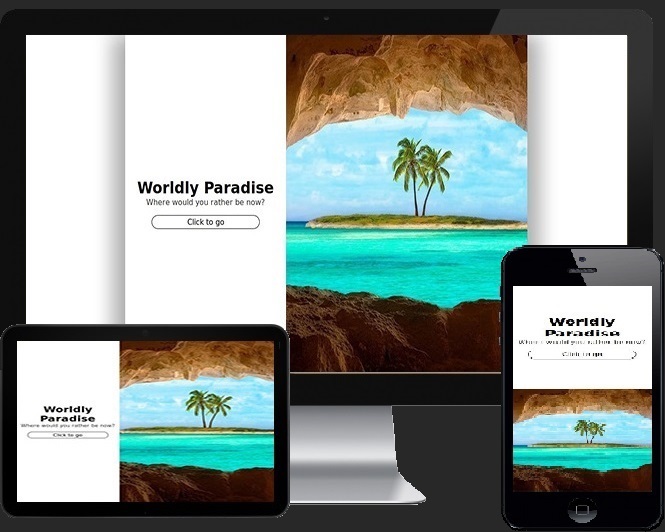 Worldly Paradise
Where would you rather be now?
Click to go
Worldly
Paradise
Where would you rather be now?
Click to go
Worldly
Paradise
Where would you rather be now?
Click to go